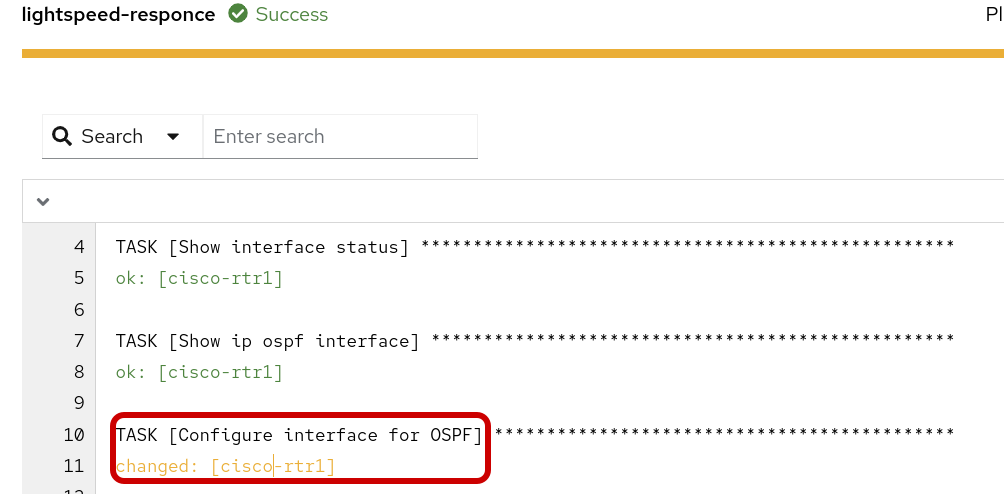 lightspeed-responce Success Pl
Search Enter search
4 TASK [Show interface status] ***************************************************
5 ok: [cisco-rtr1]
6
7 TASK [Show ip ospf interface] **************************************************
8 ok: [cisco-rtr1]
9
10 TASK [Configure interface for OSPF] ********************************************
11 changed: [cisco-rtr1]